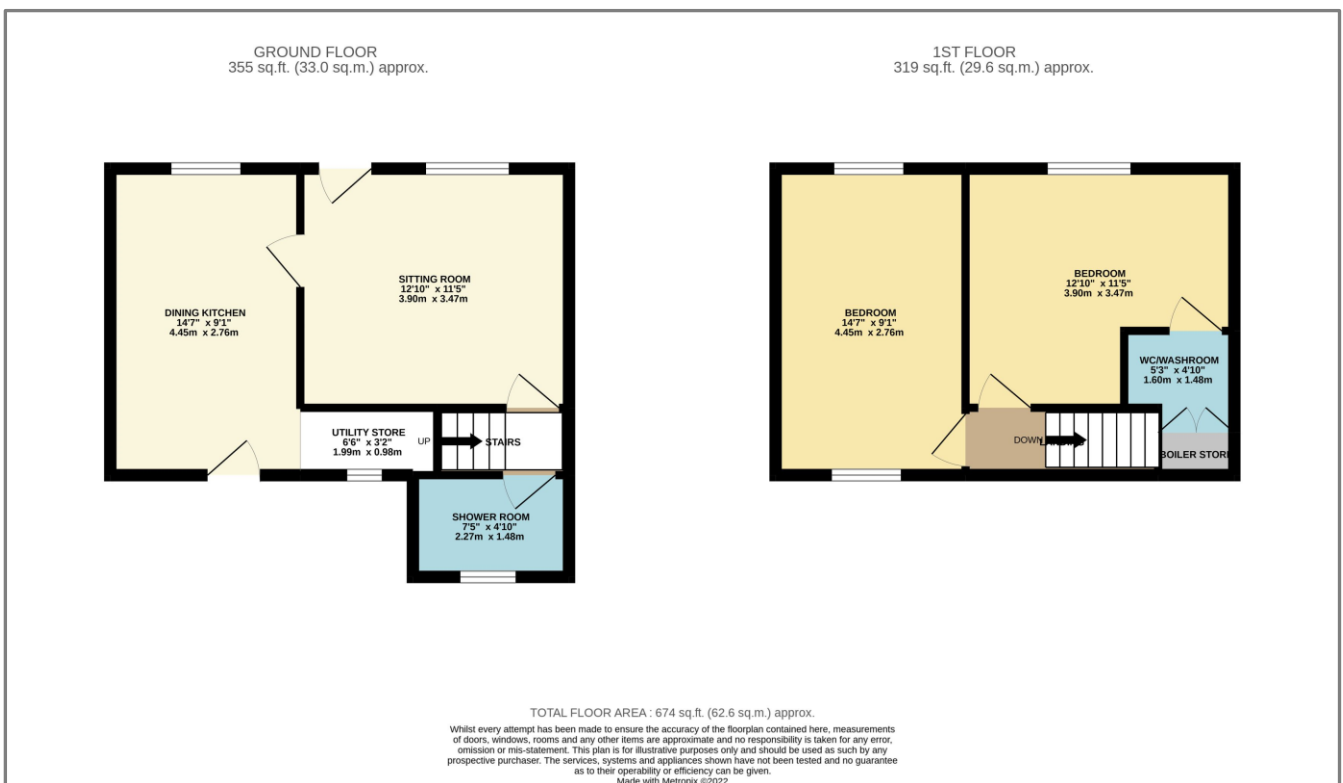 GROUND FLOOR
355 sq.ft. (33.0 sq.m.) approx.
1ST FLOOR
319 sq.ft. (29.6 sq.m.) approx.
SITTING ROOM
12'10" x 11'5"
3.90m x 3.47m
DINING KITCHEN
14'7" x 9'1"
4.45m x 2.76m
UTILITY STORE
6'6" x 3'2"
1.99m x 0.98m
UP
STAIRS
SHOWER ROOM
7'5" x 4'10"
2.27m x 1.48m
BEDROOM
12'10" x 11'5"
3.90m x 3.47m
BEDROOM
14'7" x 9'1"
4.45m x 2.76m
WC/WASHROOM
5'3" x 4'10"
1.60m x 1.48m
DOWN
BOILER STORE
TOTAL FLOOR AREA : 674 sq.ft. (62.6 sq.m.) approx.
Whilst every attempt has been made to ensure the accuracy of the floorplan contained here, measurements
of doors, windows, rooms and any other items are approximate and no responsibility is taken for any error,
omission or mis-statement. This plan is for illustrative purposes only and should be used as such by any
prospective purchaser. The services, systems and appliances shown have not been tested and no guarantee
as to their operability or efficiency can be given.
Made with Metropix ©2022